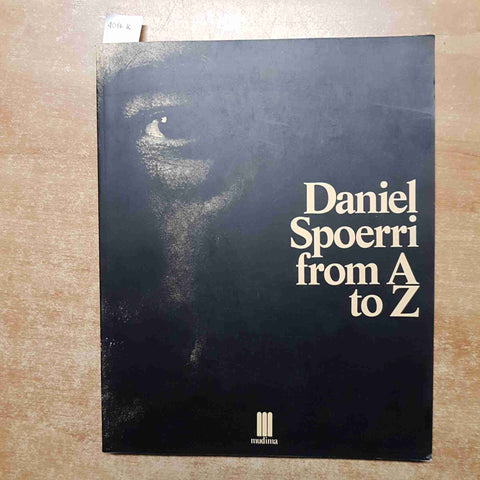 Daniel
Spoerri
from A
to Z
mudima